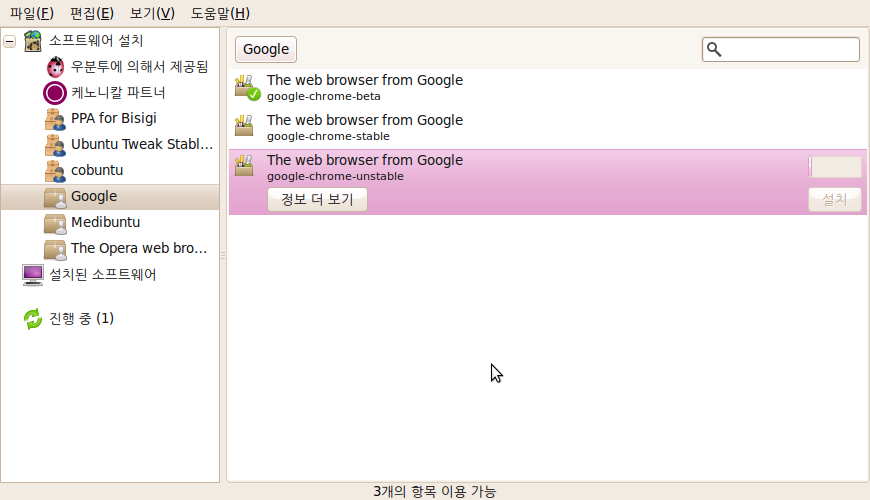 파일(F) 편집(E) 보기(V) 도움말(H)
소프트웨어 설치
우분투에 의해서 제공됨
케노니칼 파트너
PPA for Bisigi
Ubuntu Tweak Stabl...
cobuntu
Google
Medibuntu
The Opera web bro...
설치된 소프트웨어
진행 중 (1)
Google
The web browser from Google
google-chrome-beta
The web browser from Google
google-chrome-stable
The web browser from Google
google-chrome-unstable
정보 더 보기
설치
3개의 항목 이용 가능